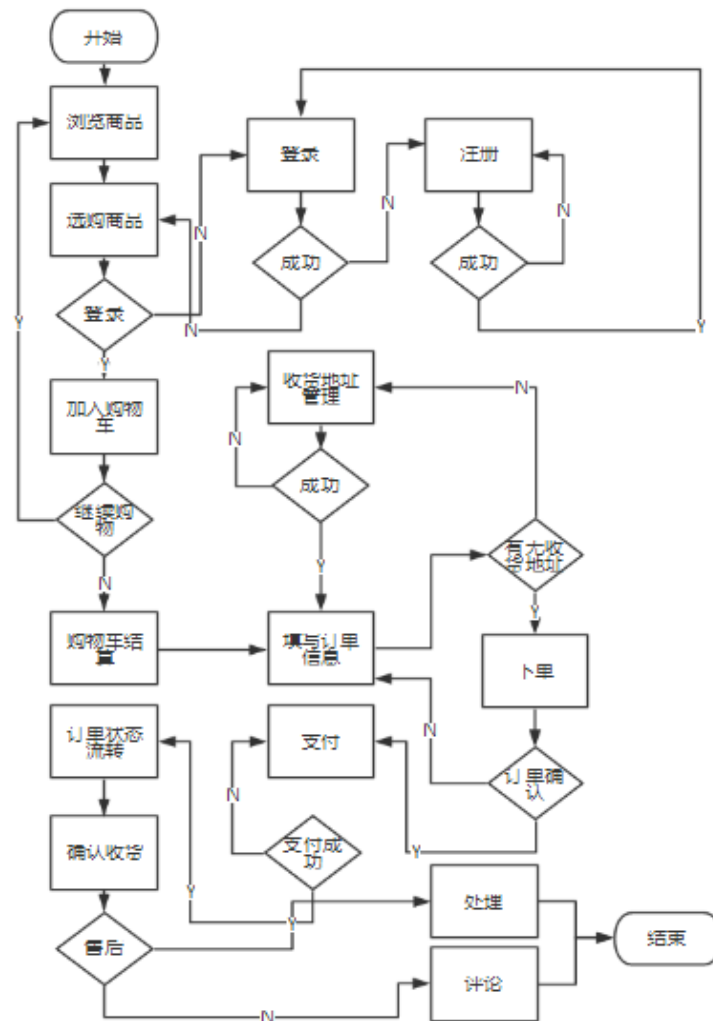 开始
浏览商品
登录
注册
选购商品
N
N
N
成功
成功
N
登录
Y
Y
Y
收货地址
管理
N
加入购物
车
N
成功
继续购
物
有无收
货地址
Y
N
Y
购物车结
算
填写订单
信息
下单
订单状态
流转
支付
N
N
订单确
认
确认收货
支付成
功
Y
Y
处理
售后
Y
结束
评论
N